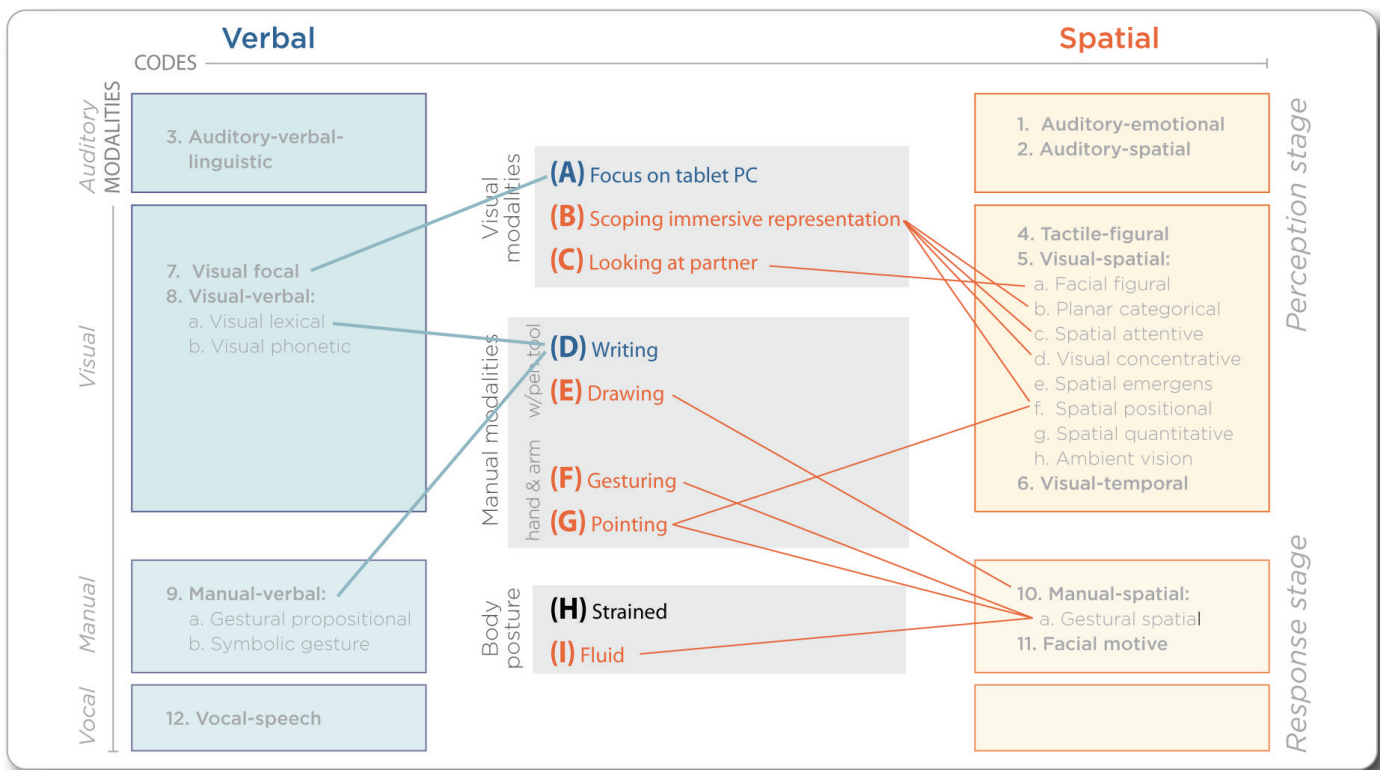 Verbal
Spatial
CODES
MODALITIES
Auditory
Visual
Manual
Vocal
3. Auditory-verbal-
linguistic
7. Visual focal
8. Visual-verbal:
a. Visual lexical
b. Visual phonetic
9. Manual-verbal:
a. Gestural propositional
b. Symbolic gesture
12. Vocal-speech
Visual
modalities
(A) Focus on tablet PC
(B) Scoping immersive representation
(C) Looking at partner
Manual modalities
w/pen tool
hand & arm
(D) Writing
(E) Drawing
(F) Gesturing
(G) Pointing
Body
posture
(H) Strained
(I) Fluid
1. Auditory-emotional
2. Auditory-spatial
4. Tactile-figural
5. Visual-spatial:
a. Facial figural
b. Planar categorical
c. Spatial attentive
d. Visual concentrative
e. Spatial emergens
f. Spatial positional
g. Spatial quantitative
h. Ambient vision
6. Visual-temporal
10. Manual-spatial:
a. Gestural spatial
11. Facial motive
Perception stage
Response stage